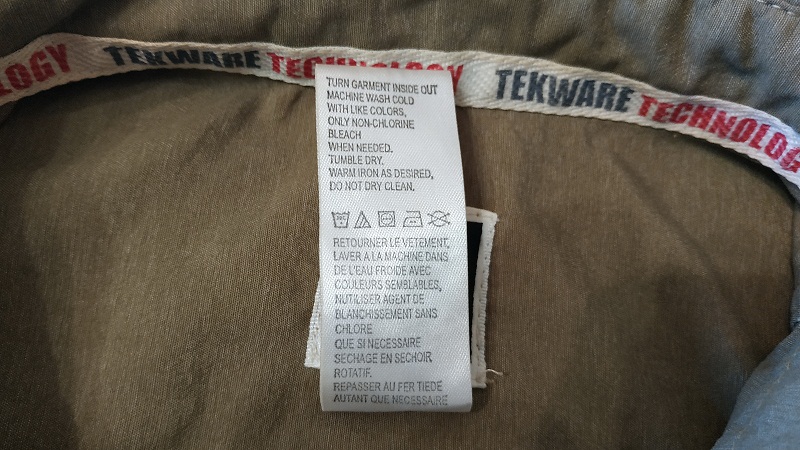 OLOGY TEKWARE TECHNOLOGY TEKWARE TECHNOLOGY
TURN GARMENT INSIDE OUT
MACHINE WASH COLD
WITH LIKE COLORS,
ONLY NON-CHLORINE
BLEACH
WHEN NEEDED.
TUMBLE DRY.
WARM IRON AS DESIRED,
DO NOT DRY CLEAN.
30C
RETOURNER LE VETEMENT,
LAVER A LA MACHINE DANS
DE L'EAU FROIDE AVEC
COULEURS SEMBLABLES,
NUTILISER AGENT DE
BLANCHISSEMENT SANS
CHLORE
QUE SI NECESSAIRE
SECHAGE EN SECHOIR
ROTATIF.
REPASSER AU FER TIEDE
AUTANT QUE NECESSAIRE